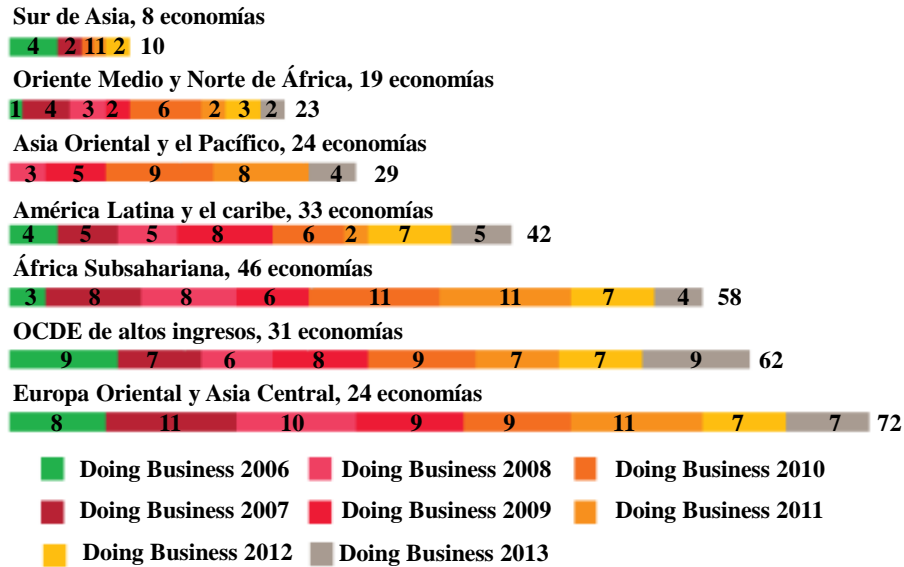 Sur de Asia, 8 economías
4 2 1 1 2 10
Oriente Medio y Norte de África, 19 economías
1 4 3 2 6 2 3 2 23
Asia Oriental y el Pacífico, 24 economías
3 5 9 8 4 29
América Latina y el caribe, 33 economías
4 5 5 8 6 2 7 5 42
África Subsahariana, 46 economías
3 8 8 6 11 11 7 4 58
OCDE de altos ingresos, 31 economías
9 7 6 8 9 7 7 9 62
Europa Oriental y Asia Central, 24 economías
8 11 10 9 9 11 7 7 72
Doing Business 2006 Doing Business 2008 Doing Business 2010
Doing Business 2007 Doing Business 2009 Doing Business 2011
Doing Business 2012 Doing Business 2013